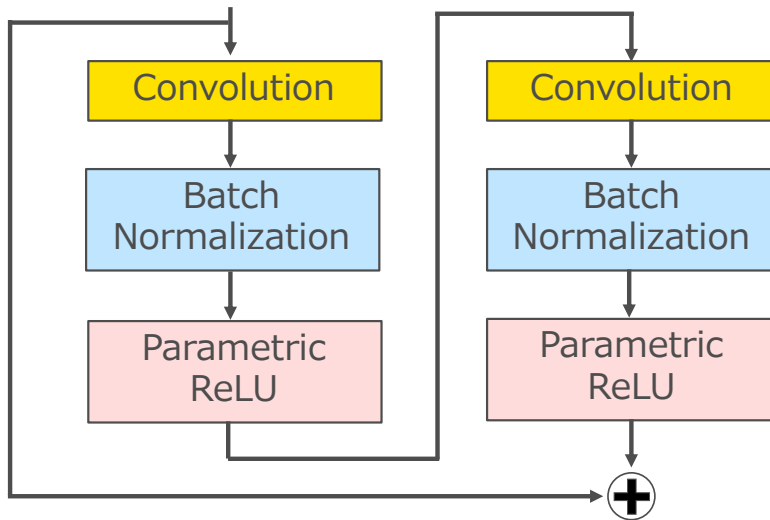 Convolution
Batch
Normalization
Parametric
ReLU
Convolution
Batch
Normalization
Parametric
ReLU